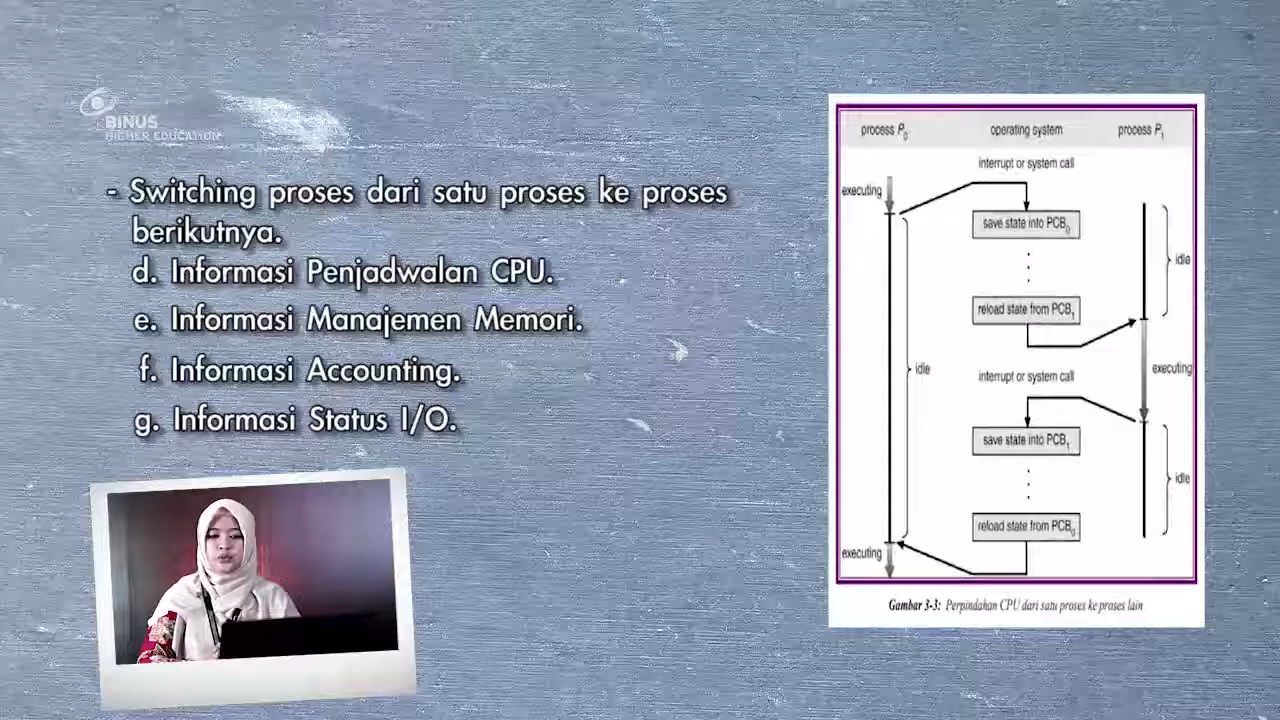 BINUS
HIGHER EDUCATION
- Switching proses dari satu proses ke proses
berikutnya.
d. Informasi Penjadwalan CPU.
e. Informasi Manajemen Memori.
f. Informasi Accounting.
g. Informasi Status I/O.
process P0
operating system
process P1
interrupt or system call
executing
save state into PCB0
idle
reload state from PCB1
idle
executing
interrupt or system call
save state into PCB1
idle
reload state from PCB0
executing
Gambar 3-3: Perpindahan CPU dari satu proses ke proses lain